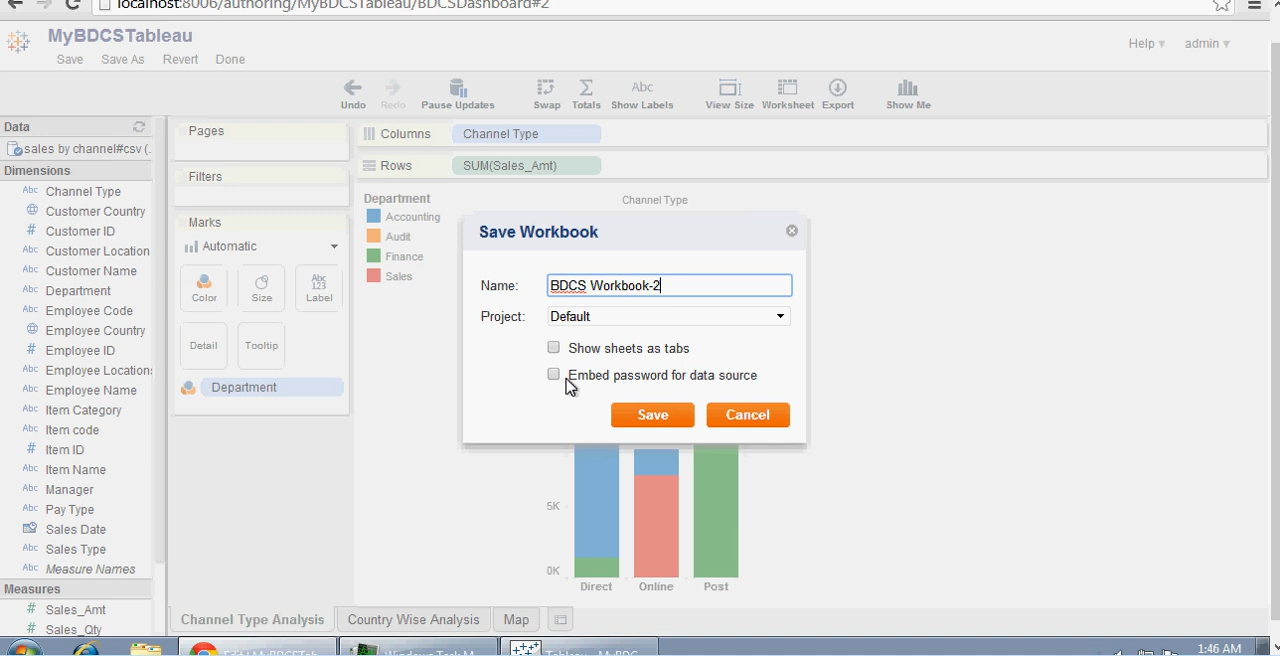 localhost:8006/authoring/MyBDCSTableau/BDCSDashboard#2
MyBDCSTableau
Save Save As Revert Done
Help admin
Undo Redo Pause Updates Swap Abc Totals Show Labels View Size Worksheet Export Show Me
Data
sales by channel#csv (.
Dimensions
Abc Channel Type
Customer Country
# Customer ID
Abc Customer Location
Abc Customer Name
Abc Department
Abc Employee Code
Employee Country
# Employee ID
Abc Employee Location
Abc Employee Name
Abc Item Category
Abc Item code
# Item ID
Abc Item Name
Abc Manager
Abc Pay Type
Sales Date
Abc Sales Type
Abc Measure Names
Measures
# Sales_Amt
# Sales_Qty
Pages
Filters
Marks
Automatic
Color Size Abc 123 Label
Detail Tooltip
Department
Columns Channel Type
Rows SUM(Sales_Amt)
Department
Accounting
Audit
Finance
Sales
Channel Type
Save Workbook
Name: BDCS Workbook-2
Project: Default
Show sheets as tabs
Embed password for data source
Save Cancel
5K
0K
Direct Online Post
Channel Type Analysis Country Wise Analysis Map
1:46 AM